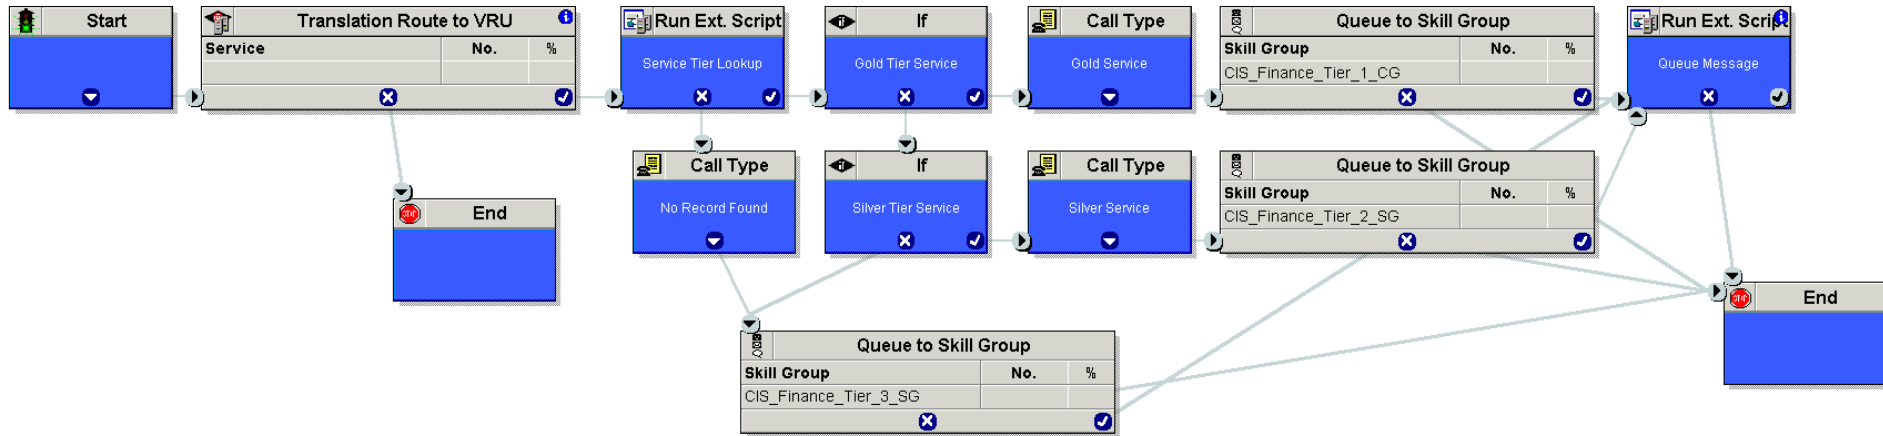 Start
Translation Route to VRU
Service No. %
Run Ext. Script
Service Tier Lookup
If
Gold Tier Service
Call Type
Gold Service
Queue to Skill Group
Skill Group No. %
CIS_Finance_Tier_1_CG
Run Ext. Script
Queue Message
End
Call Type
No Record Found
If
Silver Tier Service
Call Type
Silver Service
Queue to Skill Group
Skill Group No. %
CIS_Finance_Tier_2_SG
End
Queue to Skill Group
Skill Group No. %
CIS_Finance_Tier_3_SG